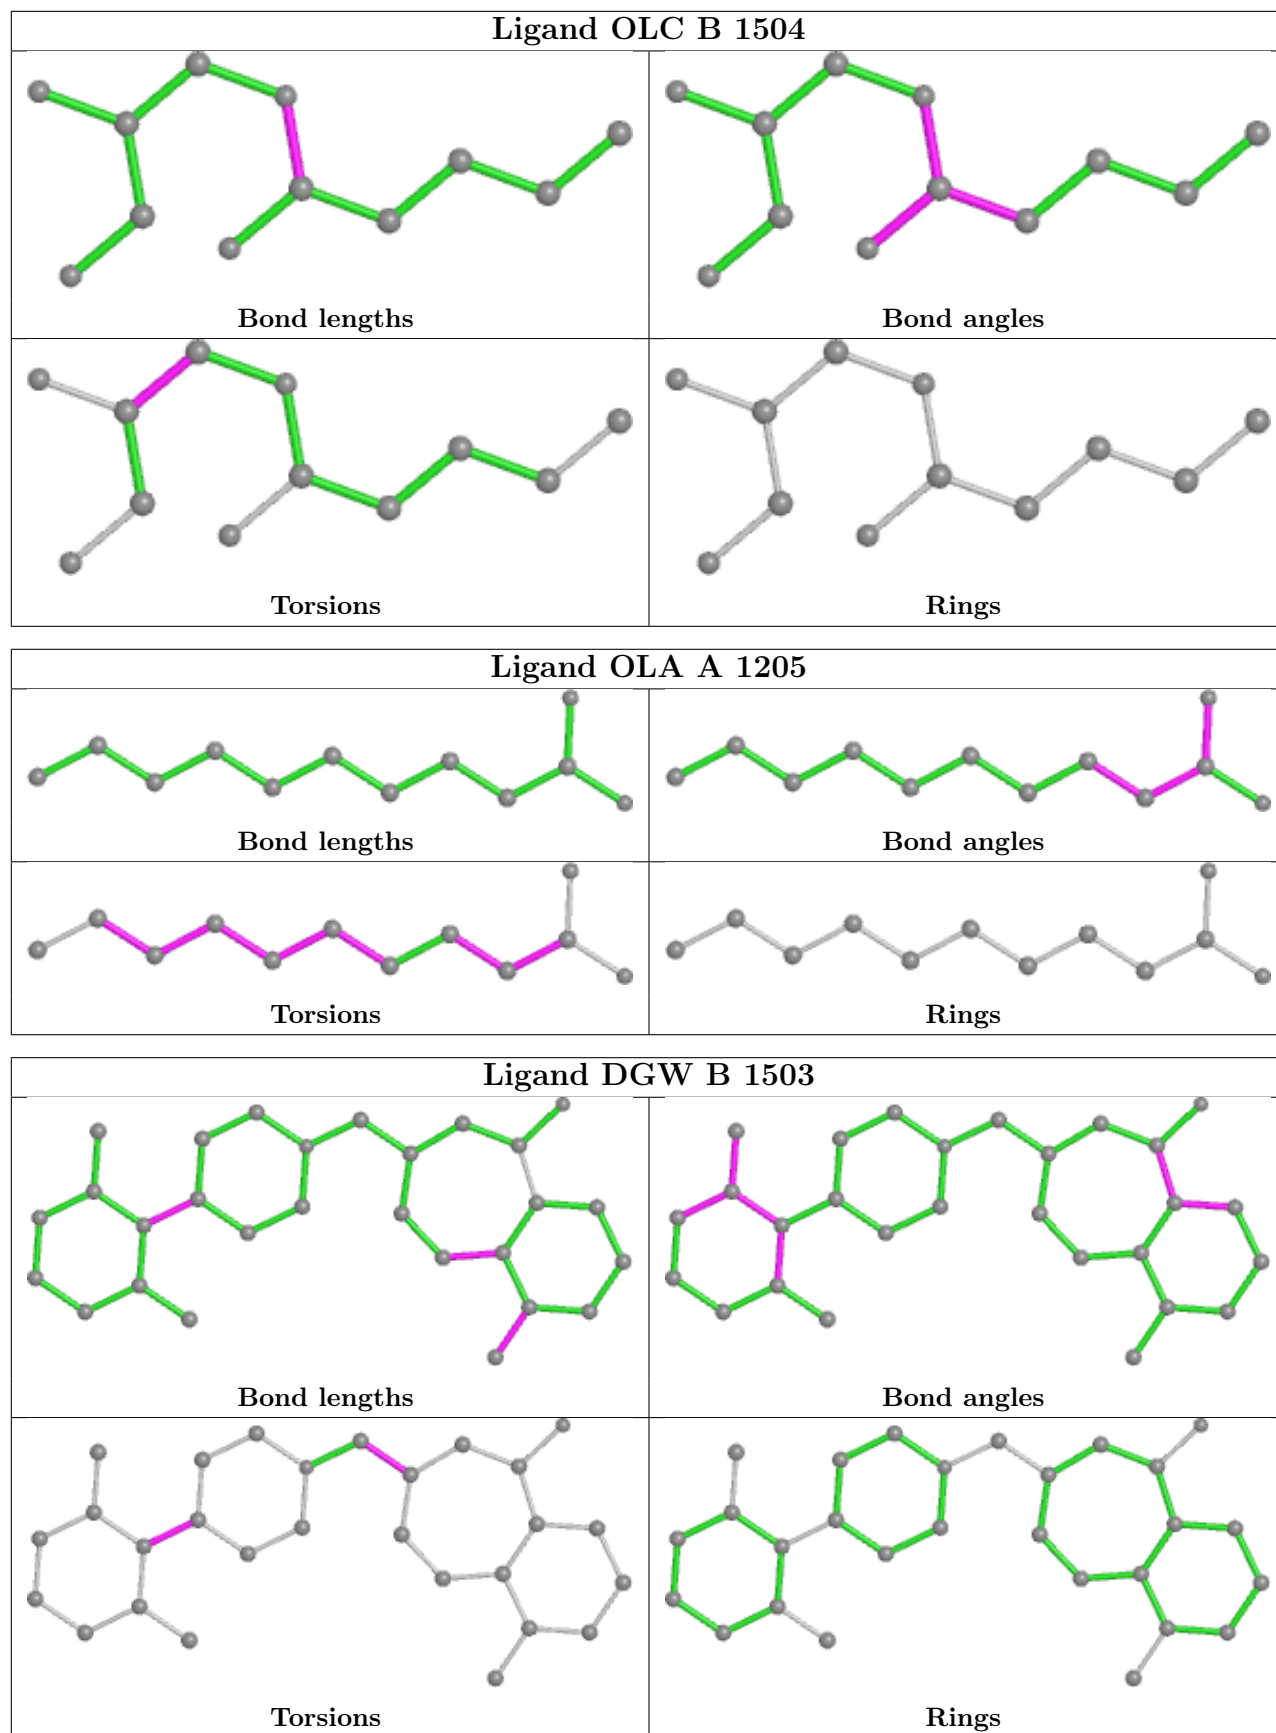 Ligand OLC B 1504
Bond lengths
Bond angles
Torsions
Rings
Ligand OLA A 1205
Bond lengths
Bond angles
Torsions
Rings
Ligand DGW B 1503
Bond lengths
Bond angles
Torsions
Rings